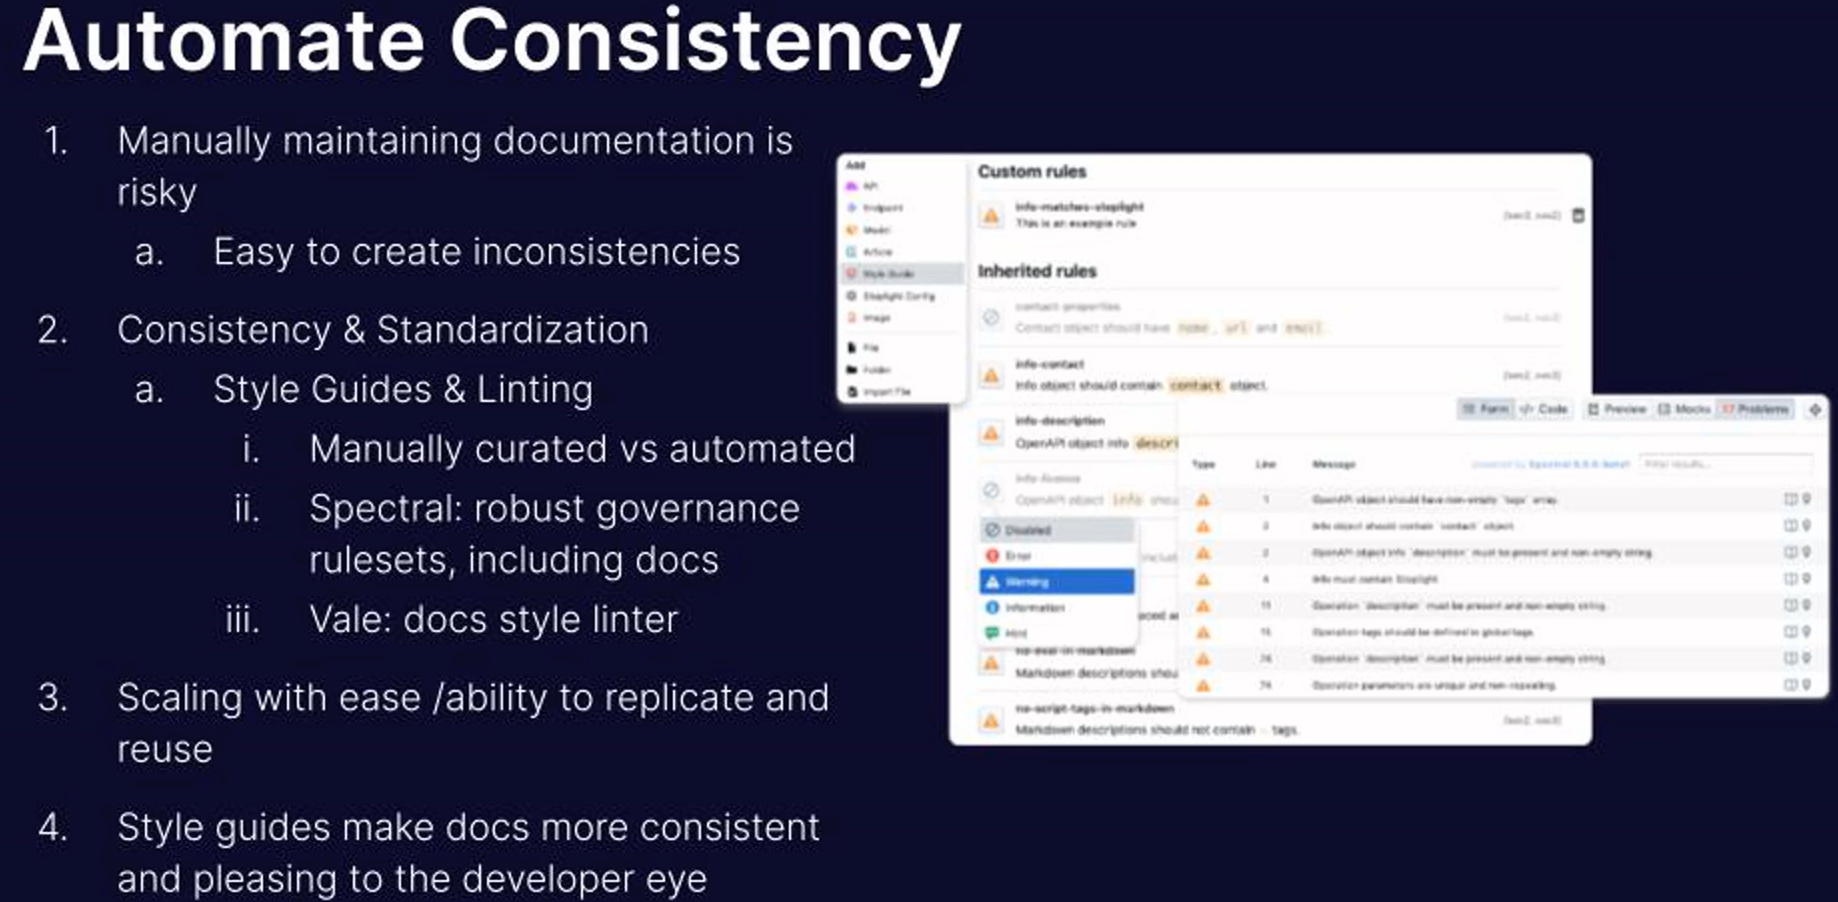 Automate Consistency
1. Manually maintaining documentation is
risky
a. Easy to create inconsistencies
2. Consistency & Standardization
a. Style Guides & Linting
i. Manually curated vs automated
ii. Spectral: robust governance
rulesets, including docs
iii. Vale: docs style linter
3. Scaling with ease /ability to replicate and
reuse
4. Style guides make docs more consistent
and pleasing to the developer eye
Add
API
Endpoint
Model
Article
Style Guide
Stoplight Config
Image
File
Folder
Import File
Custom rules
info-matches-stoplight
This is an example rule
Inherited rules
contact-properties
Contact object should have name, url and email
info-contact
Info object should contain contact object.
info-description
OpenAPI object info descri
info-license
OpenAPI object info shou
Disabled
Error
Warning
Information
Hint
no-eval-in-markdown
Markdown descriptions shou
no-script-tags-in-markdown
Markdown descriptions should not contain tags.
Form Code Preview Mocks Problems
Type Line Message powered by Spectral Filter results...
1 OpenAPI object should have non-empty `tags` array.
2 Info object should contain `contact` object.
2 OpenAPI object info `description` must be present and non-empty string.
4 Info must contain Stoplight
11 Operation `description` must be present and non-empty string.
15 Operation tags should be defined in global tags.
Operation `description` must be present and non-empty string.
74 Operation parameters are unique and non-repeating.